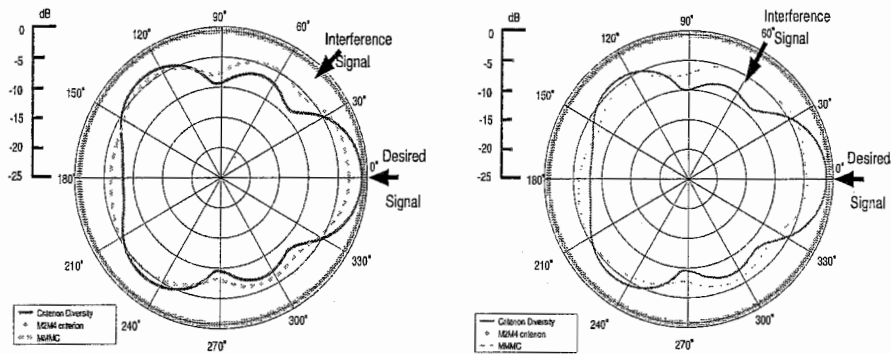 dB
0
-5
-10
-15
-20
-25
90°
120°
60°
150°
30°
180°
0°
210°
330°
240°
300°
270°
Interference
Signal
Desired
Signal
Criterion Diversity
M2M4 criterion
MMMC
dB
0
-5
-10
-15
-20
-25
90°
120°
60°
150°
30°
180°
0°
210°
330°
240°
300°
270°
Interference
Signal
Desired
Signal
Criterion Diversity
M2M4 criterion
MMMC